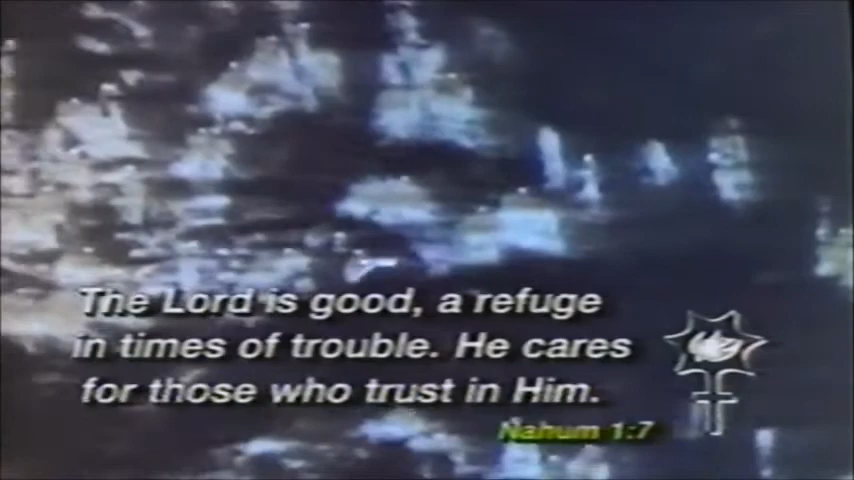 The Lord is good, a refuge
in times of trouble. He cares
for those who trust in Him.
Nahum 1:7